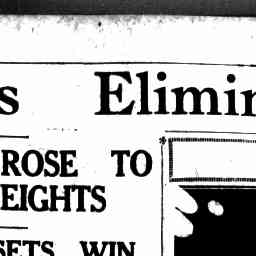 s Elimin
ROSE TO
EIGHTS
SETS WIN